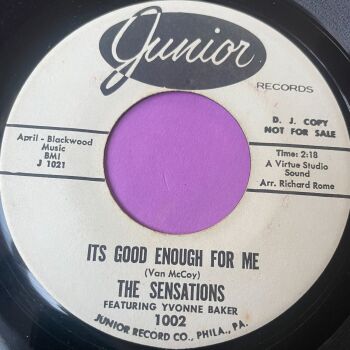 Junior
RECORDS
D. J. COPY
NOT FOR SALE
April - Blackwood
Music
BMI
J 1021
Time: 2:18
A Virtue Studio
Sound
Arr. Richard Rome
ITS GOOD ENOUGH FOR ME
(Van McCoy)
THE SENSATIONS
FEATURING YVONNE BAKER
1002
JUNIOR RECORD CO., PHILA., PA.